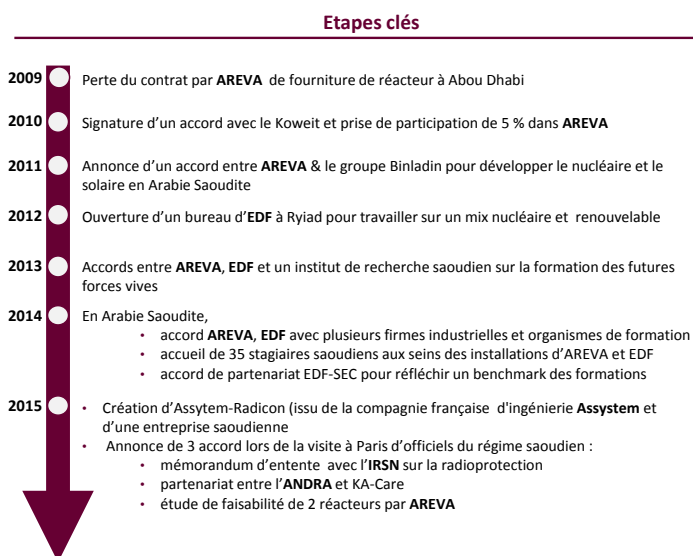 Etapes clés
2009 Perte du contrat par AREVA de fourniture de réacteur à Abou Dhabi
2010 Signature d’un accord avec le Koweit et prise de participation de 5 % dans AREVA
2011 Annonce d’un accord entre AREVA & le groupe Binladin pour développer le nucléaire et le
solaire en Arabie Saoudite
2012 Ouverture d’un bureau d’EDF à Ryiad pour travailler sur un mix nucléaire et renouvelable
2013 Accords entre AREVA, EDF et un institut de recherche saoudien sur la formation des futures
forces vives
2014 En Arabie Saoudite,
• accord AREVA, EDF avec plusieurs firmes industrielles et organismes de formation
• accueil de 35 stagiaires saoudiens aux seins des installations d’AREVA et EDF
• accord de partenariat EDF-SEC pour réfléchir un benchmark des formations
2015 • Création d’Assytem-Radicon (issu de la compagnie française d'ingénierie Assystem et
d’une entreprise saoudienne
• Annonce de 3 accord lors de la visite à Paris d’officiels du régime saoudien :
• mémorandum d’entente avec l’IRSN sur la radioprotection
• partenariat entre l’ANDRA et KA-Care
• étude de faisabilité de 2 réacteurs par AREVA